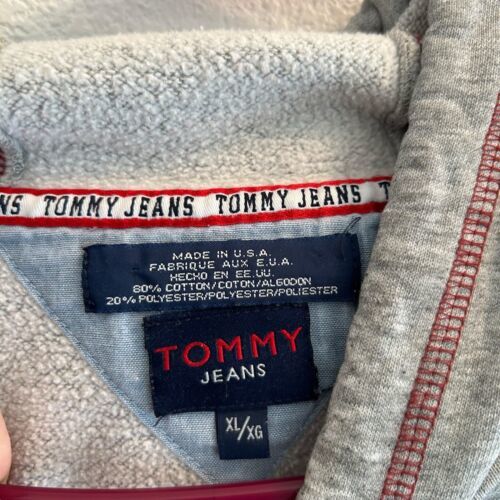 NS TOMMY JEANS TOMMY JEANS
MADE IN U.S.A.
FABRIQUE AUX E.U.A.
HECHO EN EE.UU.
80% COTTON/COTON/ALGODON
20% POLYESTER/POLYESTER/POLIESTER
TOMMY
JEANS
XL/XG